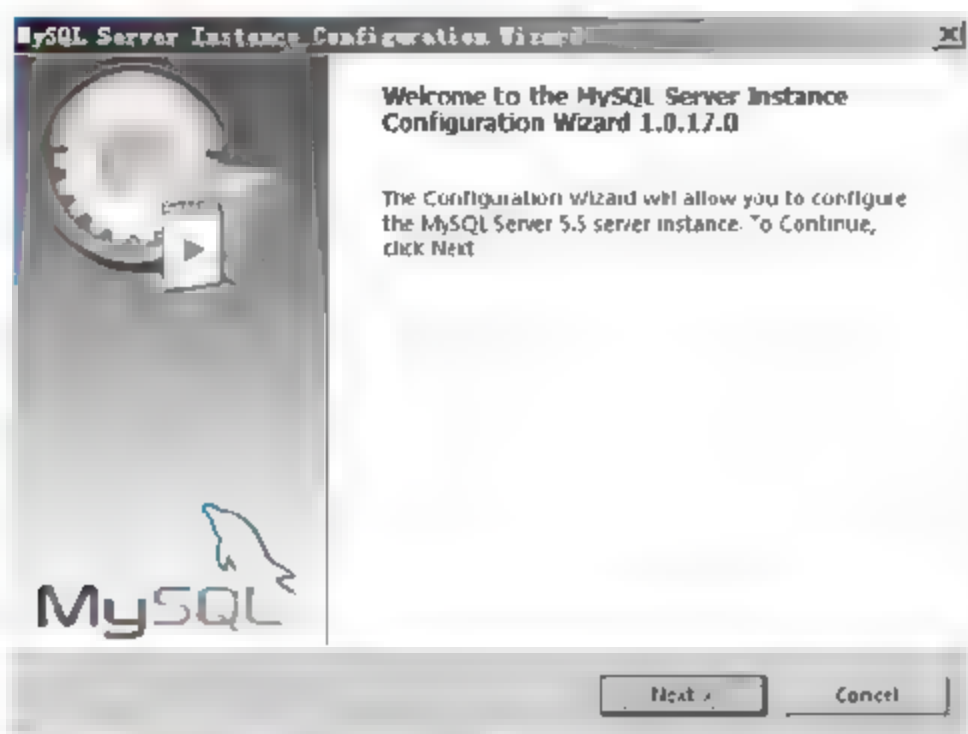 MySQL Server Instance Configuration Wizard
Welcome to the MySQL Server Instance
Configuration Wizard 1.0.17.0
The Configuration Wizard will allow you to configure
the MySQL Server 5.5 server instance. To Continue,
click Next
MySQL
Next >
Cancel